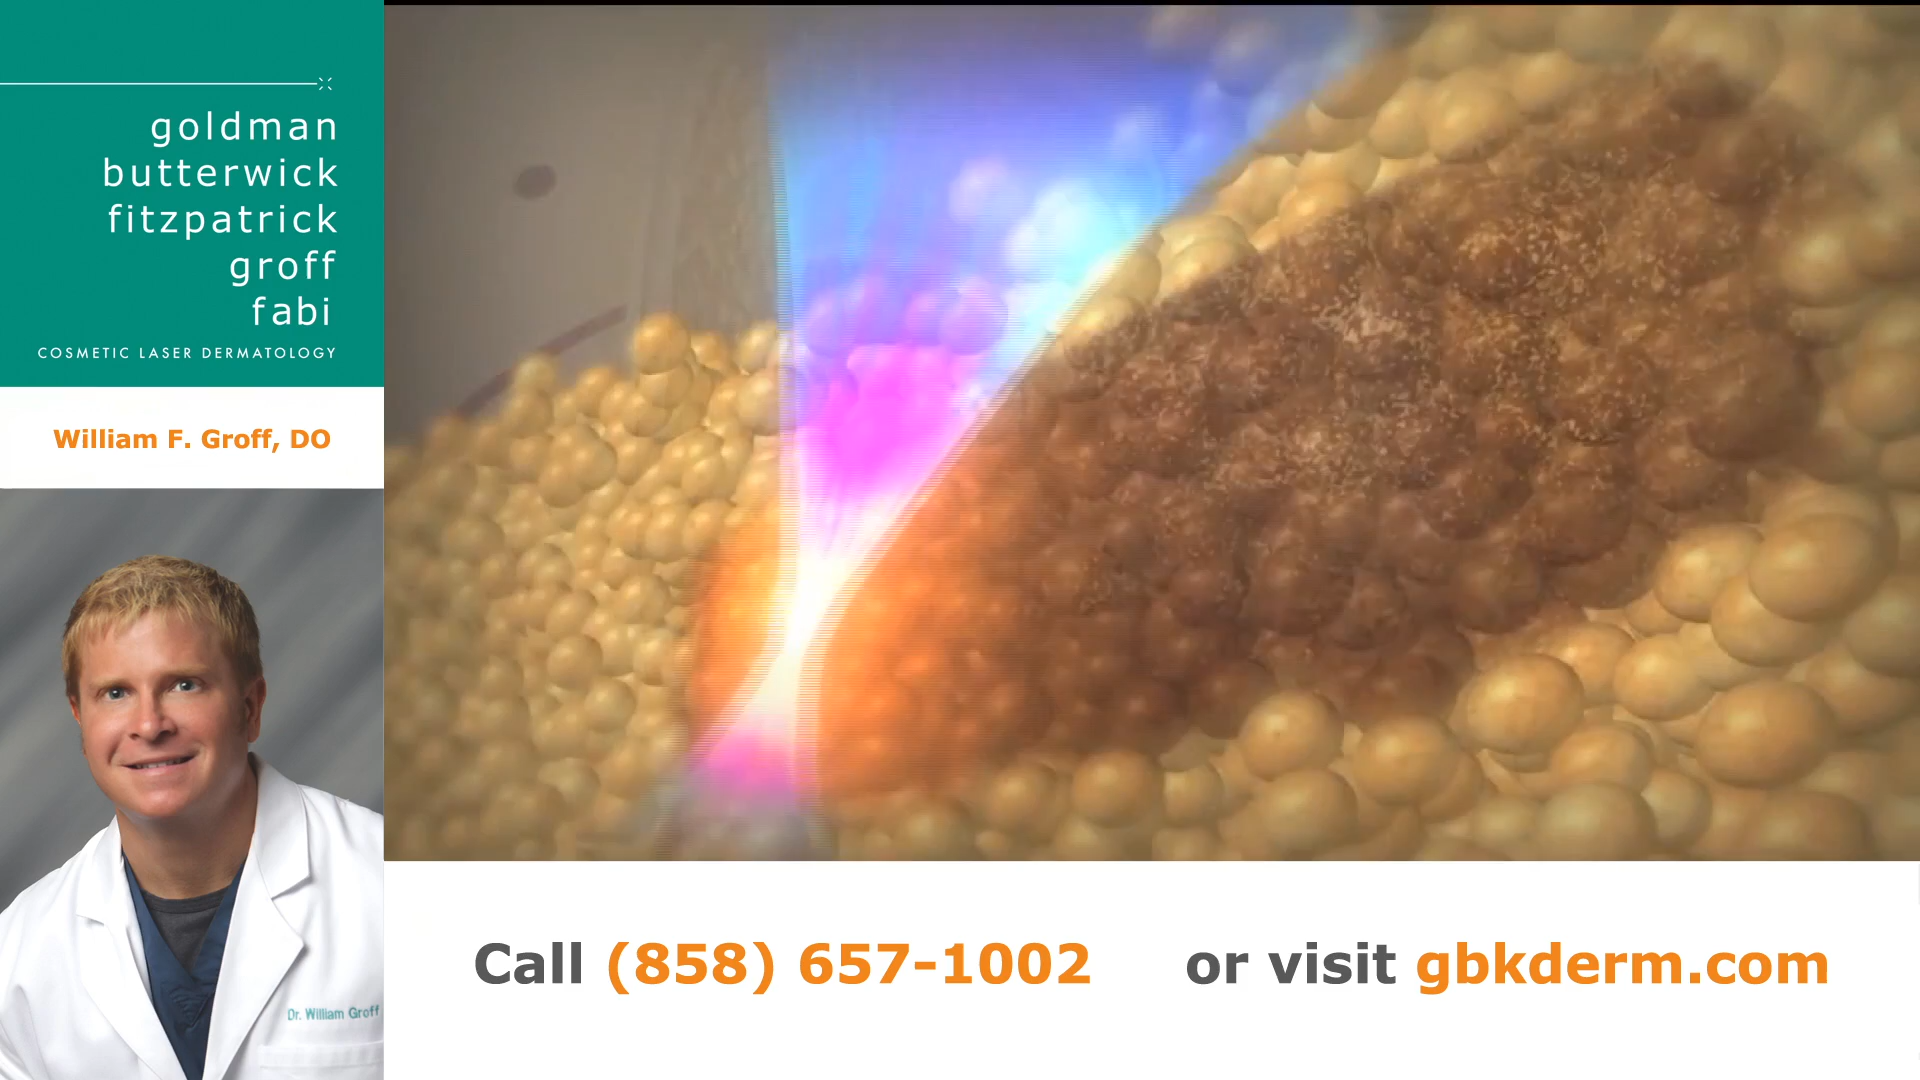 goldman
butterwick
fitzpatrick
groff
fabi
COSMETIC LASER DERMATOLOGY
William F. Groff, DO
Dr. William Groff
Call (858) 657-1002 or visit gbkderm.com